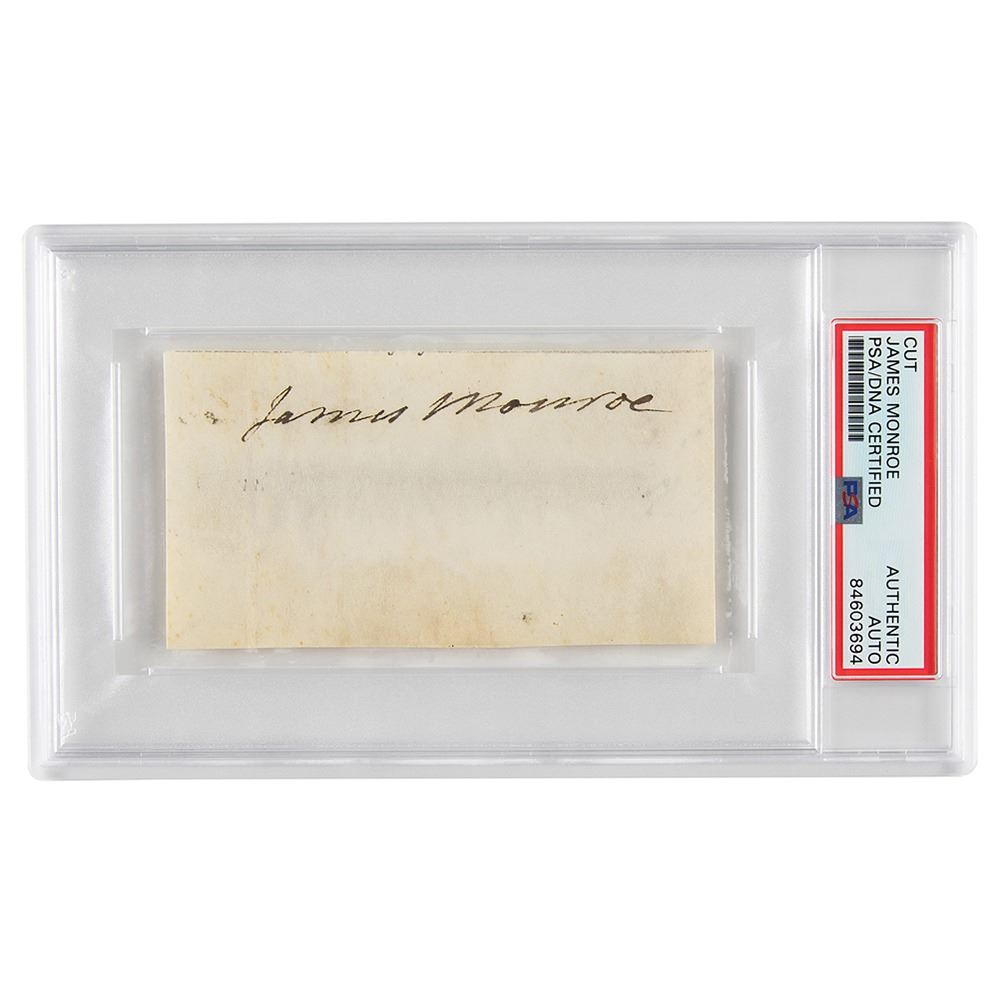 James Monroe
CUT
JAMES MONROE
PSA/DNA CERTIFIED
PSA
AUTHENTIC
AUTO
84603694